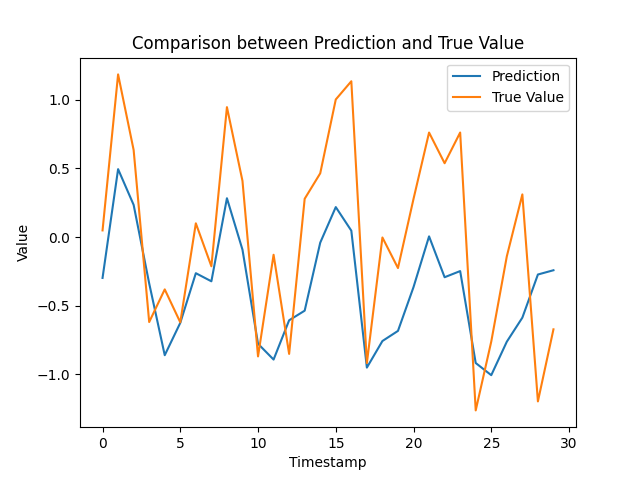 Comparison between Prediction and True Value
Prediction
True Value
1.0
0.5
0.0
−0.5
−1.0
Value
0 5 10 15 20 25 30
Timestamp